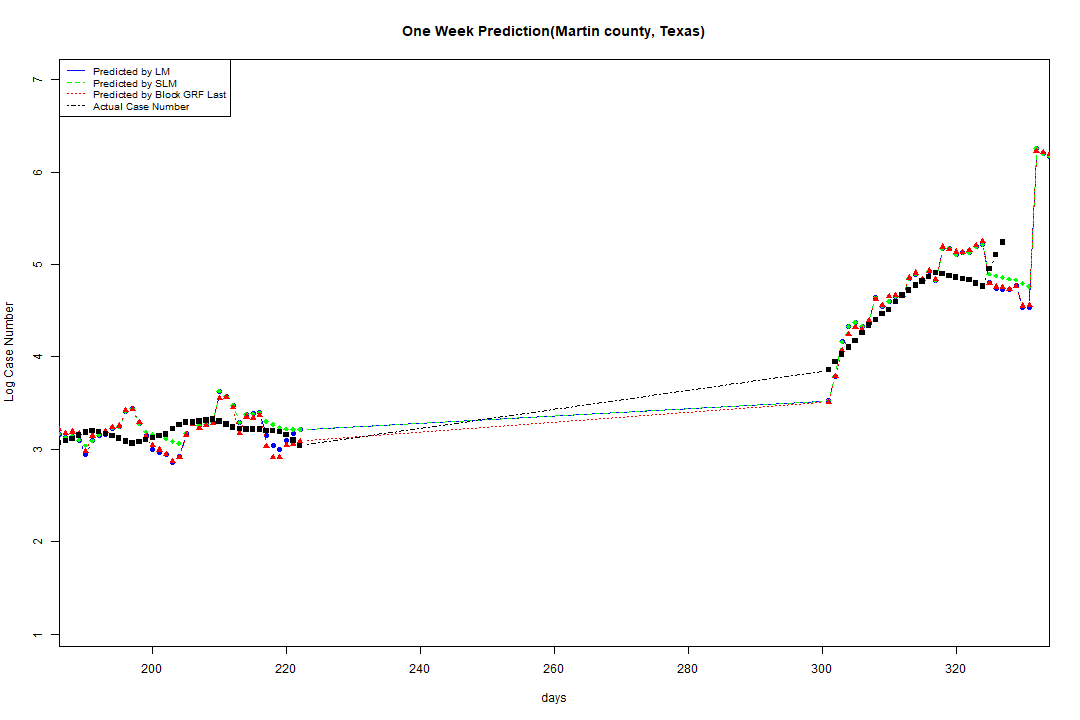 One Week Prediction(Martin county, Texas)
Predicted by LM
Predicted by SLM
Predicted by Block GRF Last
Actual Case Number
7
6
5
4
3
2
1
Log Case Number
200 220 240 260 280 300 320
days